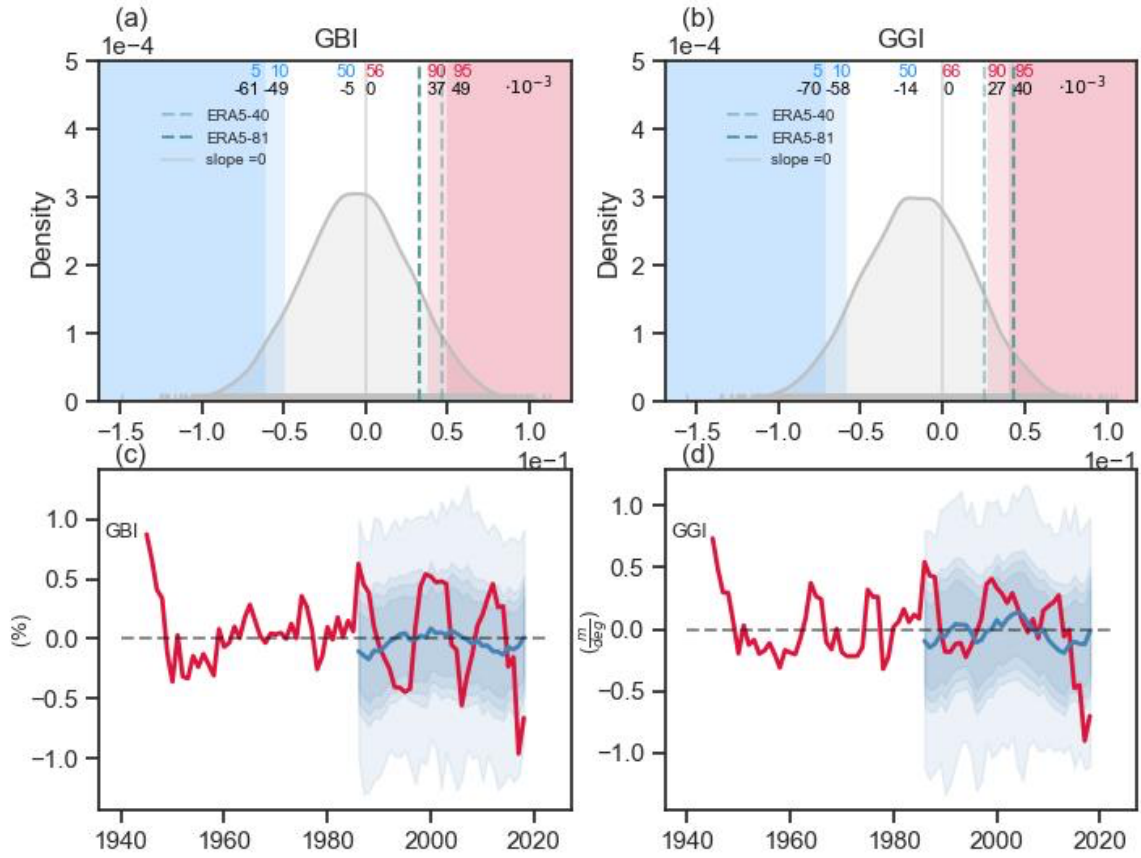 (a)
1e−4
GBI
5 10 50 56 90 95
-61 -49 -5 0 37 49 ·10⁻³
ERA5-40
ERA5-81
slope =0
Density
5
4
3
2
1
0
−1.5 −1.0 −0.5 0.0 0.5 1.0
1e−1
(b)
1e−4
GGI
5 10 50 66 90 95
-70 -58 -14 0 27 40 ·10⁻³
ERA5-40
ERA5-81
slope =0
Density
5
4
3
2
1
0
−1.5 −1.0 −0.5 0.0 0.5 1.0
1e−1
(c)
GBI
(%)
1.0
0.5
0.0
−0.5
−1.0
1940 1960 1980 2000 2020
(d)
GGI
(m/deg)
1.0
0.5
0.0
−0.5
−1.0
1940 1960 1980 2000 2020